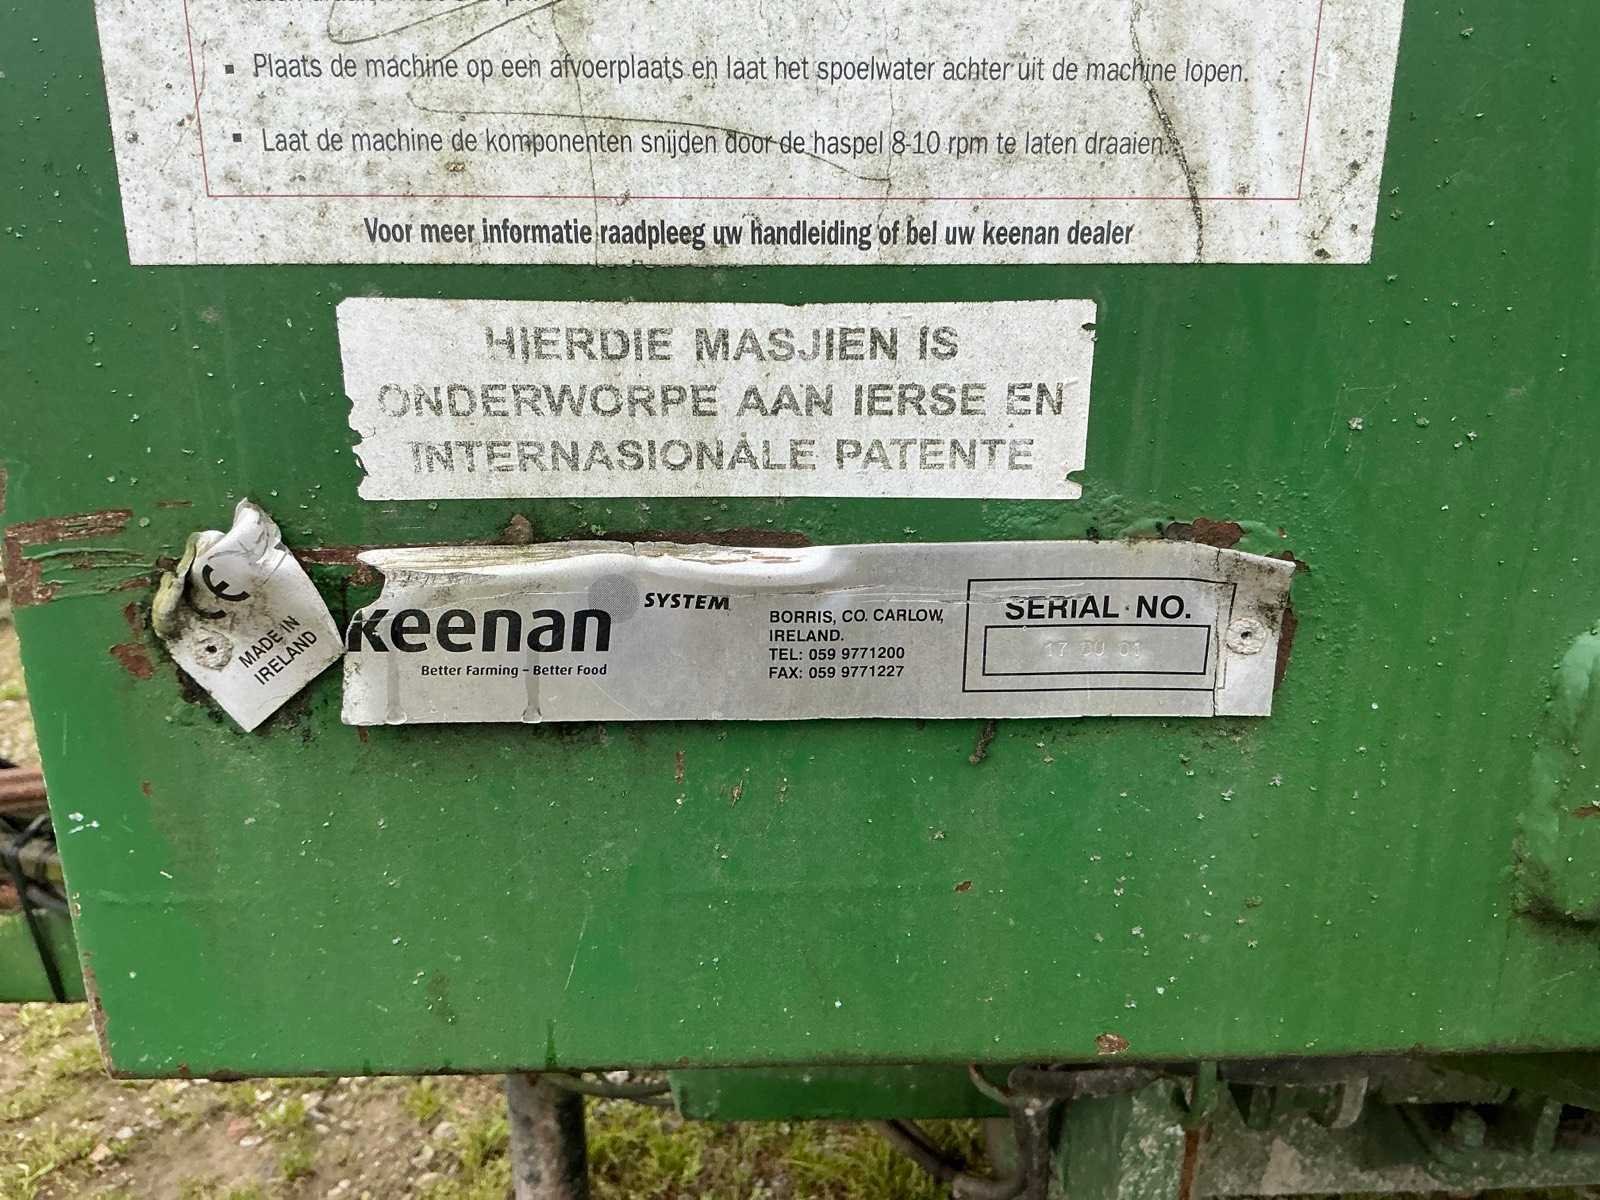 ▪ Plaats de machine op een afvoerplaats en laat het spoelwater achter uit de machine lopen.
▪ Laat de machine de komponenten snijden door de haspel 8-10 rpm te laten draaien.
Voor meer informatie raadpleeg uw handleiding of bel uw keenan dealer
HIERDIE MASJIEN IS
ONDERWORPE AAN IERSE EN
INTERNASIONALE PATENTE
CE
MADE IN
IRELAND
keenan SYSTEM
Better Farming – Better Food
BORRIS, CO. CARLOW,
IRELAND.
TEL: 059 9771200
FAX: 059 9771227
SERIAL NO.